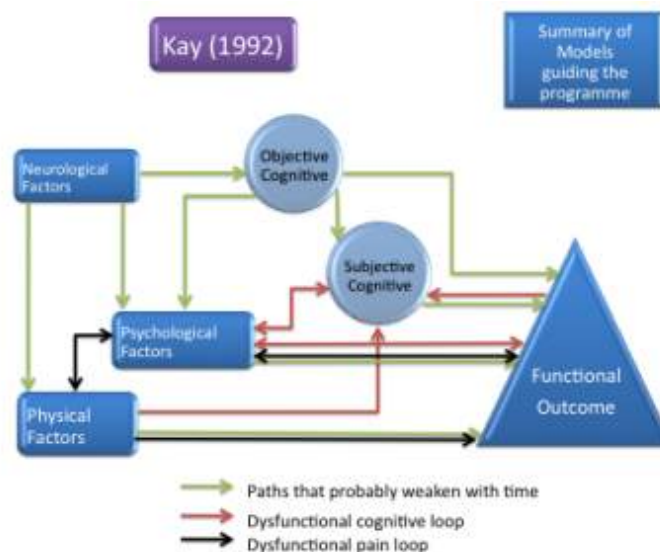 Kay (1992)
Summary of
Models
guiding the
programme
Neurological
Factors
Objective
Cognitive
Subjective
Cognitive
Psychological
Factors
Physical
Factors
Functional
Outcome
Paths that probably weaken with time
Dysfunctional cognitive loop
Dysfunctional pain loop